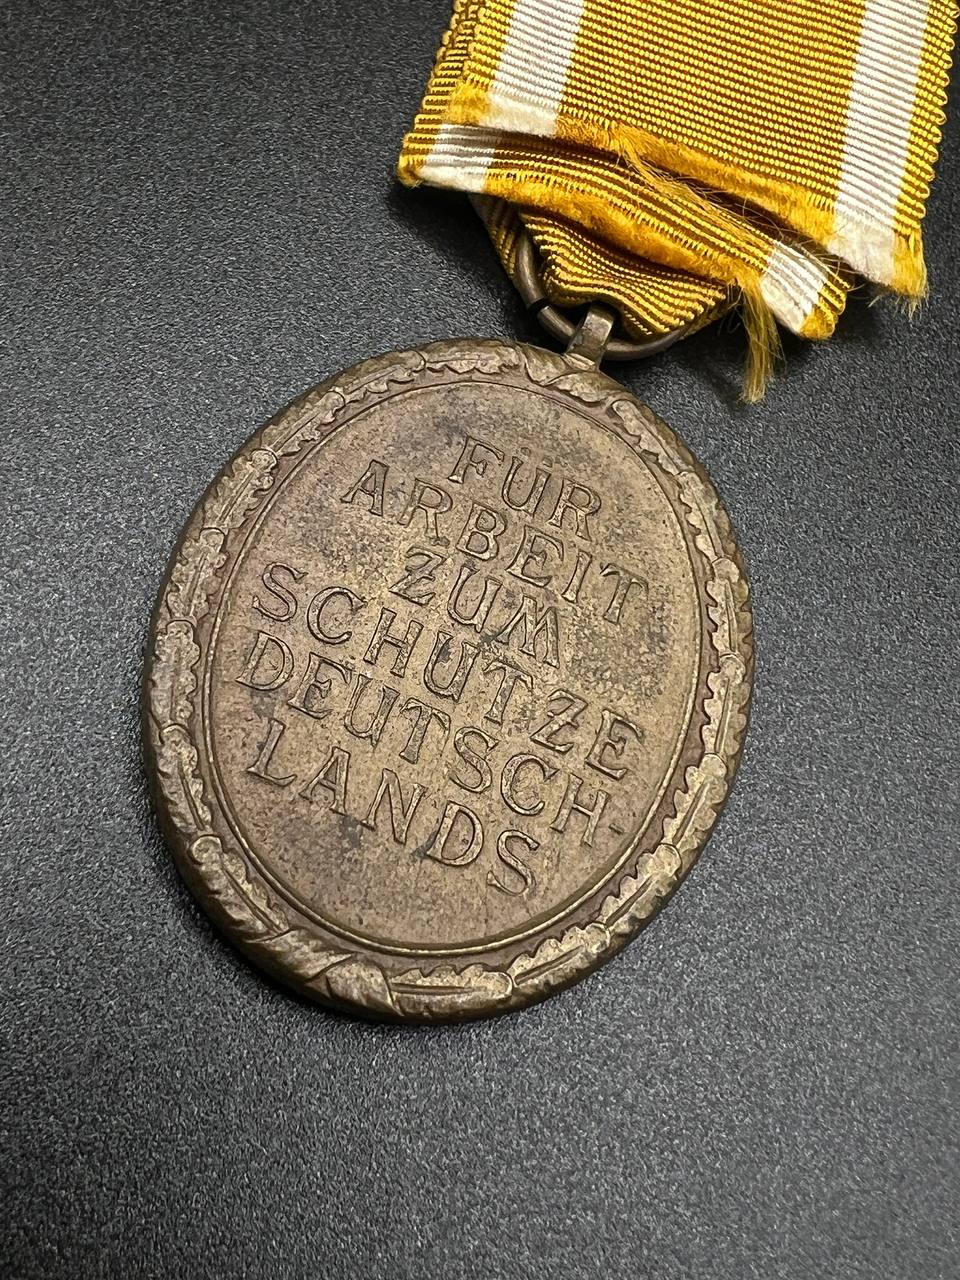 FÜR
ARBEIT
ZUM
SCHUTZE
DEUTSCH-
LANDS